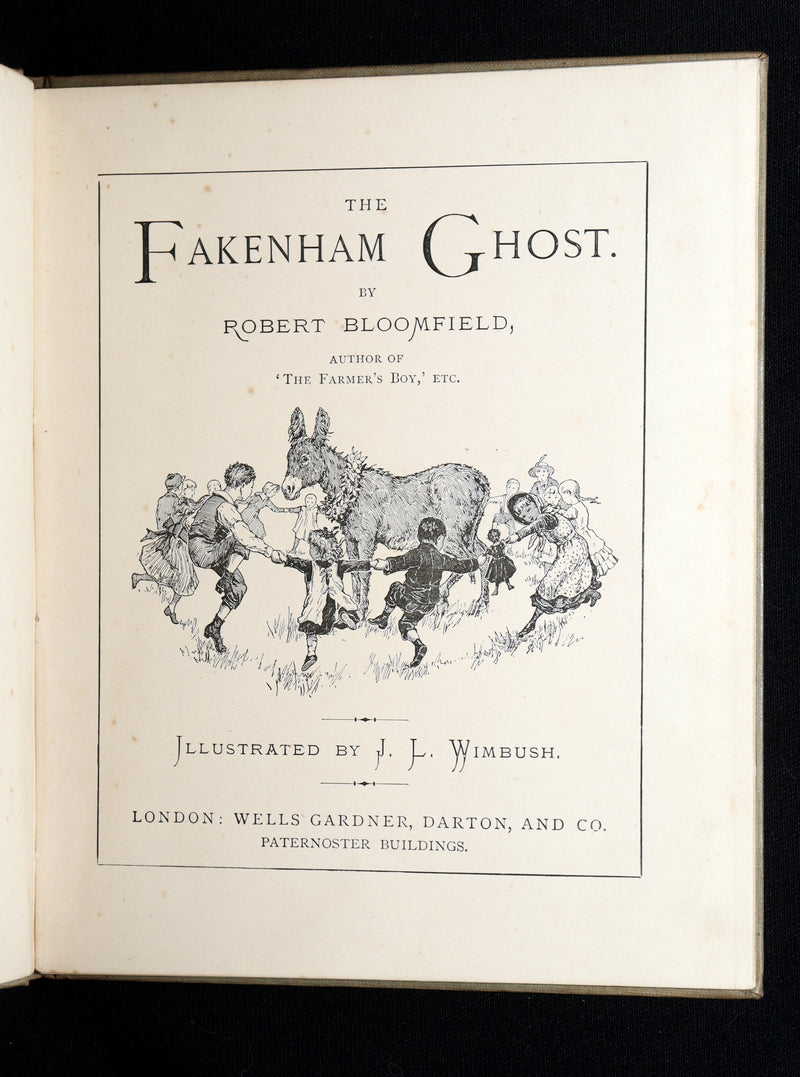 THE
FAKENHAM GHOST.
BY
ROBERT BLOOMFIELD,
AUTHOR OF
‘THE FARMER’S BOY,’ ETC.
ILLUSTRATED BY J. L. WIMBUSH.
LONDON: WELLS GARDNER, DARTON, AND CO.
PATERNOSTER BUILDINGS.